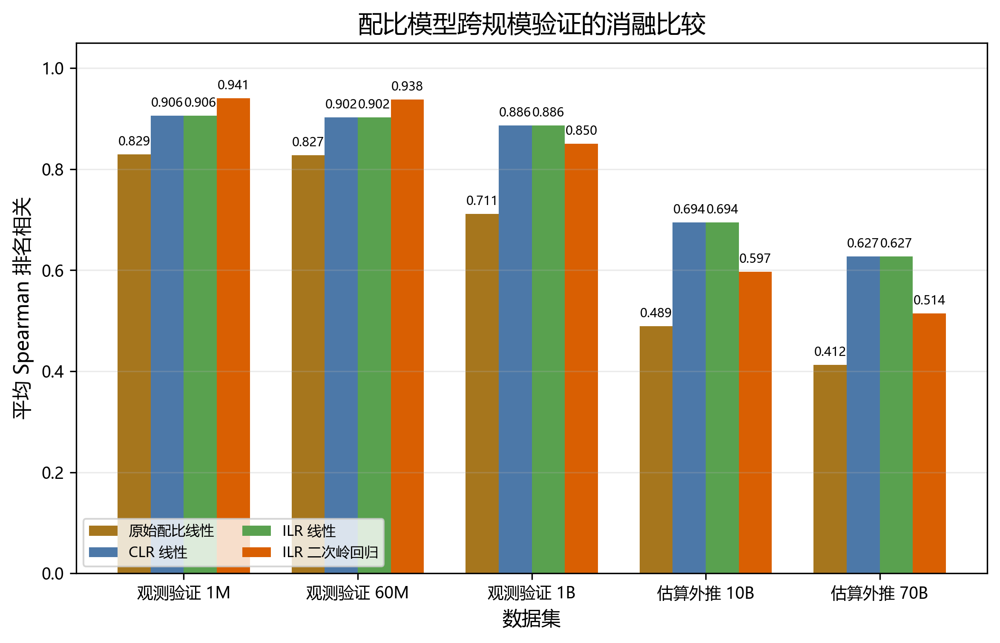 配比模型跨规模验证的消融比较
平均 Spearman 排名相关
1.0
0.8
0.6
0.4
0.2
0.0
0.829
0.906
0.906
0.941
0.827
0.902
0.902
0.938
0.711
0.886
0.886
0.850
0.489
0.694
0.694
0.597
0.412
0.627
0.627
0.514
原始配比线性
CLR 线性
ILR 线性
ILR 二次岭回归
观测验证 1M
观测验证 60M
观测验证 1B
估算外推 10B
估算外推 70B
数据集